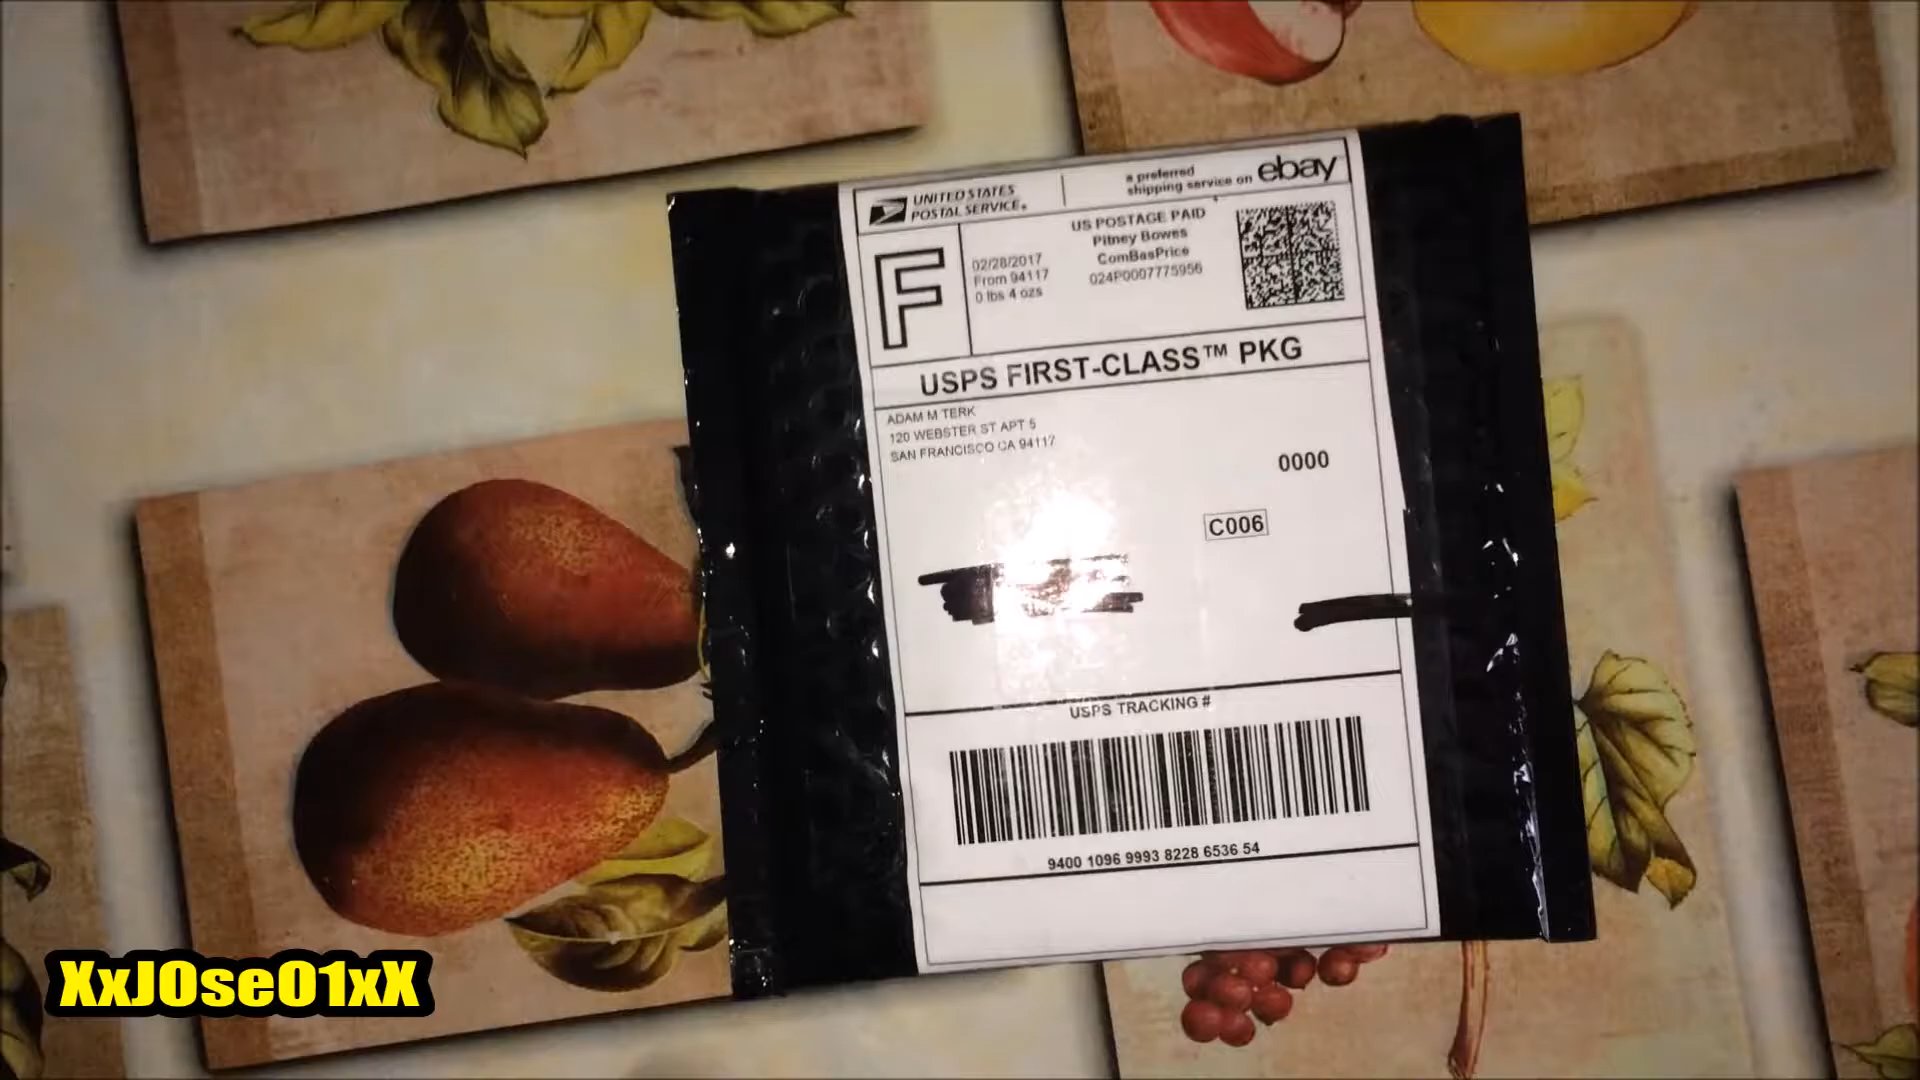 UNITED STATES
POSTAL SERVICE®
a preferred
shipping service on ebay
F
02/28/2017
From 94117
0 lbs 4 ozs
US POSTAGE PAID
Pitney Bowes
ComBasPrice
024P0007775956
USPS FIRST-CLASS™ PKG
ADAM M TERK
120 WEBSTER ST APT 5
SAN FRANCISCO CA 94117
0000
C006
USPS TRACKING #
9400 1096 9993 8228 6536 54
XxJ0se01xX